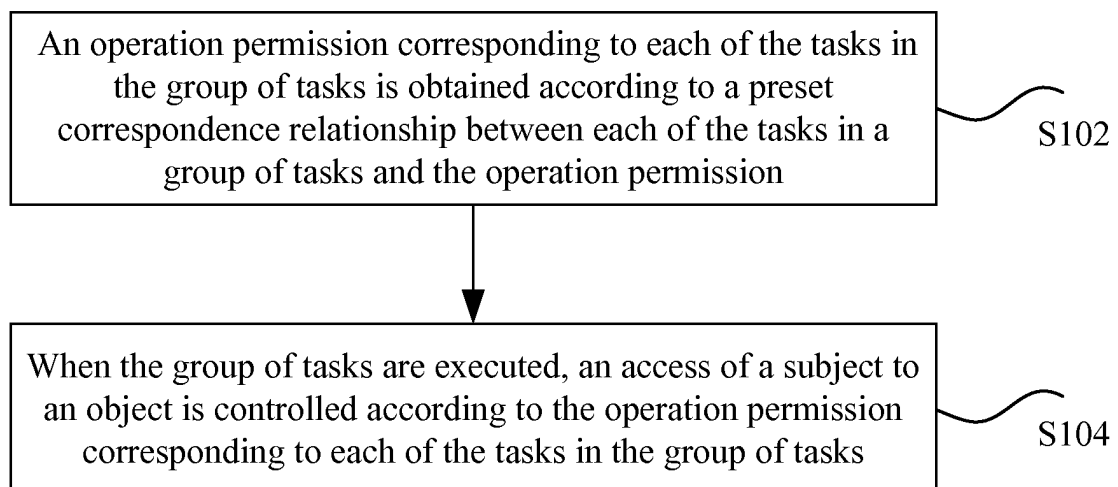 An operation permission corresponding to each of the tasks in
the group of tasks is obtained according to a preset
correspondence relationship between each of the tasks in a
group of tasks and the operation permission
S102
When the group of tasks are executed, an access of a subject to
an object is controlled according to the operation permission
corresponding to each of the tasks in the group of tasks
S104